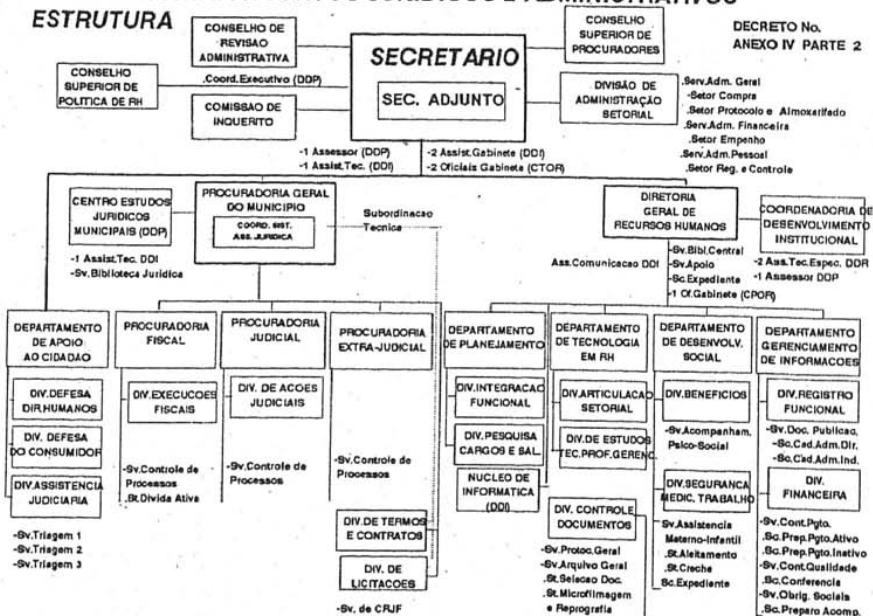 JURIDICOS E ADMINISTRATIVOS
ESTRUTURA
DECRETO No.
ANEXO IV PARTE 2
CONSELHO DE
REVISÃO
ADMINISTRATIVA
CONSELHO
SUPERIOR DE
PROCURADORES
SECRETARIO
SEC. ADJUNTO
CONSELHO
SUPERIOR DE
POLITICA DE RH
.Coord.Executivo (DDP)
COMISSAO DE
INQUERITO
DIVISÃO DE
ADMINISTRAÇÃO
SETORIAL
.Serv.Adm. Geral
-Setor Compra
.Setor Protocolo e Almoxarifado
.Serv.Adm. Financeira
.Setor Empenho
.Serv.Adm.Pessoal
.Setor Reg. e Controle
-1 Assessor (DDP)
-1 Assist.Tec. (DDI)
-2 Assist.Gabinete (DDI)
-2 Oficiais Gabinete (CTOR)
CENTRO ESTUDOS
JURIDICOS
MUNICIPAIS (DDP)
-1 Assist.Tec. DDI
-Sv.Biblioteca Juridica
PROCURADORIA GERAL
DO MUNICIPIO
COORD. SIST.
ASS. JURIDICA
Subordinacao
Tecnica
DIRETORIA
GERAL DE
RECURSOS HUMANOS
COORDENADORIA DE
DESENVOLVIMENTO
INSTITUCIONAL
Ass.Comunicacao DDI
-Sv.Bibl.Central
-Sv.Apoio
-Sc.Expediente
-1 Of.Gabinete (CPOR)
-2 Ass.Tec.Espec. DDR
-1 Assessor DDP
DEPARTAMENTO
DE APOIO
AO CIDADAO
DIV.DEFESA
DIR.HUMANOS
DIV. DEFESA
DO CONSUMIDOR
DIV.ASSISTENCIA
JUDICIARIA
-Sv.Triagem 1
-Sv.Triagem 2
-Sv.Triagem 3
PROCURADORIA
FISCAL
DIV.EXECUCOES
FISCAIS
-Sv.Controle de
Processos
.St.Divida Ativa
PROCURADORIA
JUDICIAL
DIV. DE ACOES
JUDICIAIS
-Sv.Controle de
Processos
PROCURADORIA
EXTRA-JUDICIAL
-Sv.Controle de
Processos
DIV.DE TERMOS
E CONTRATOS
DIV. DE
LICITACOES
-Sv. de CRJF
DEPARTAMENTO
DE PLANEJAMENTO
DIV.INTEGRACAO
FUNCIONAL
DIV.PESQUISA
CARGOS E SAL.
NUCLEO DE
INFORMATICA
(DDI)
DEPARTAMENTO
DE TECNOLOGIA
EM RH
DIV.ARTICULACAO
SETORIAL
DIV.DE ESTUDOS
TEC.PROF.GERENC.
DIV. CONTROLE
DOCUMENTOS
-Sv.Protoc.Geral
-Sv.Arquivo Geral
.St.Selecao Doc.
.St.Microfilmagem
e Reprografia
DEPARTAMENTO
DE DESENVOLV.
SOCIAL
DIV.BENEFICIOS
-Sv.Acompanham.
Psico-Social
DIV.SEGURANCA
MEDIC. TRABALHO
Sv.Assistencia
Materno-Infantil
.St.Aleitamento
.St.Creche
Sc.Expediente
DEPARTAMENTO
GERENCIAMENTO
DE INFORMACOES
DIV.REGISTRO
FUNCIONAL
-Sv.Doc. Publicac.
-Sc.Cad.Adm.Dir.
-Sc.Cad.Adm.Ind.
DIV.
FINANCEIRA
-Sv.Cont.Pgto.
.Sc.Prep.Pgto.Ativo
.Sc.Prep.Pgto.Inativo
-Sv.Cont.Qualidade
.Sc.Conferencia
-Sv.Obrig. Sociais
.Sc.Preparo Acomp.